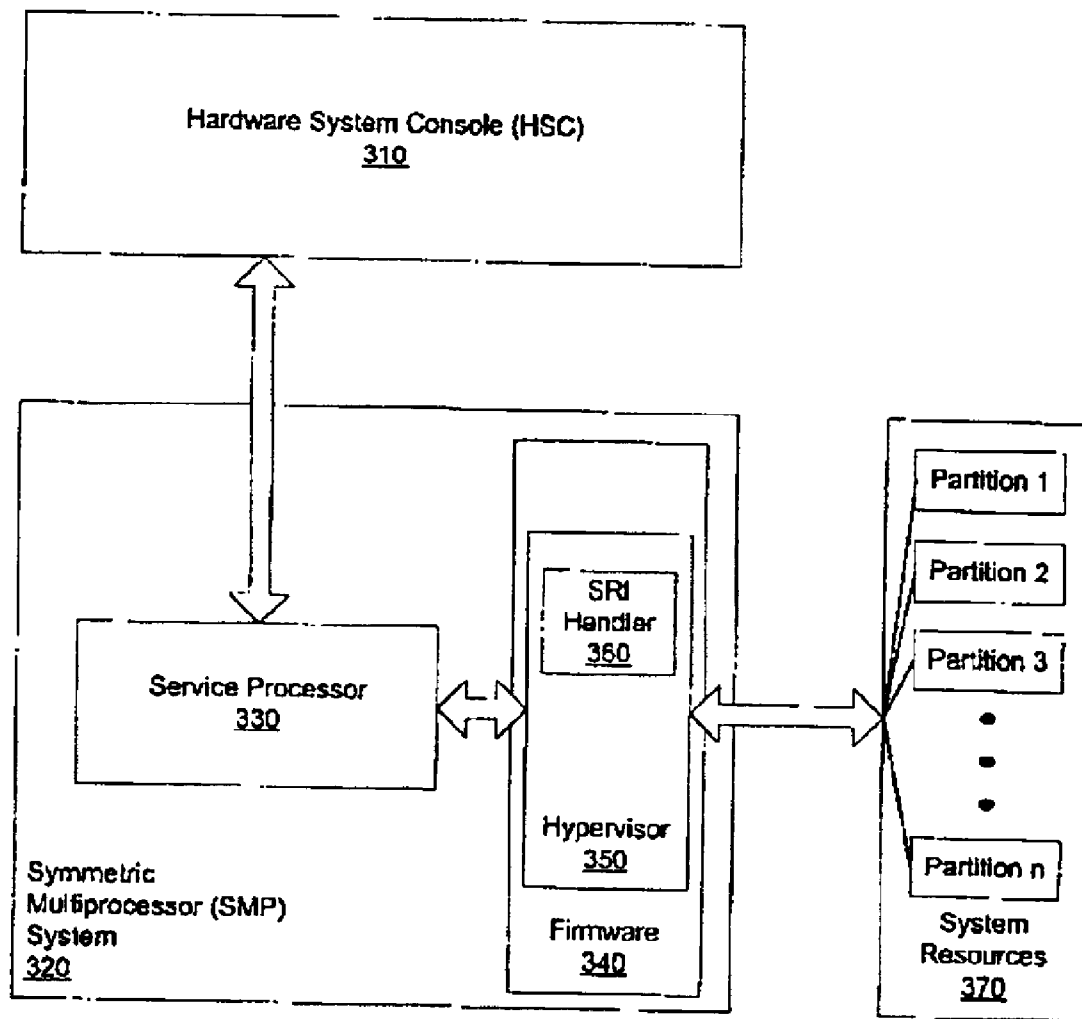 Hardware System Console (HSC)
310
SRI
Handler
360
Service Processor
330
Hypervisor
350
Symmetric
Multiprocessor (SMP)
System
320
Firmware
340
Partition 1
Partition 2
Partition 3
Partition n
System
Resources
370